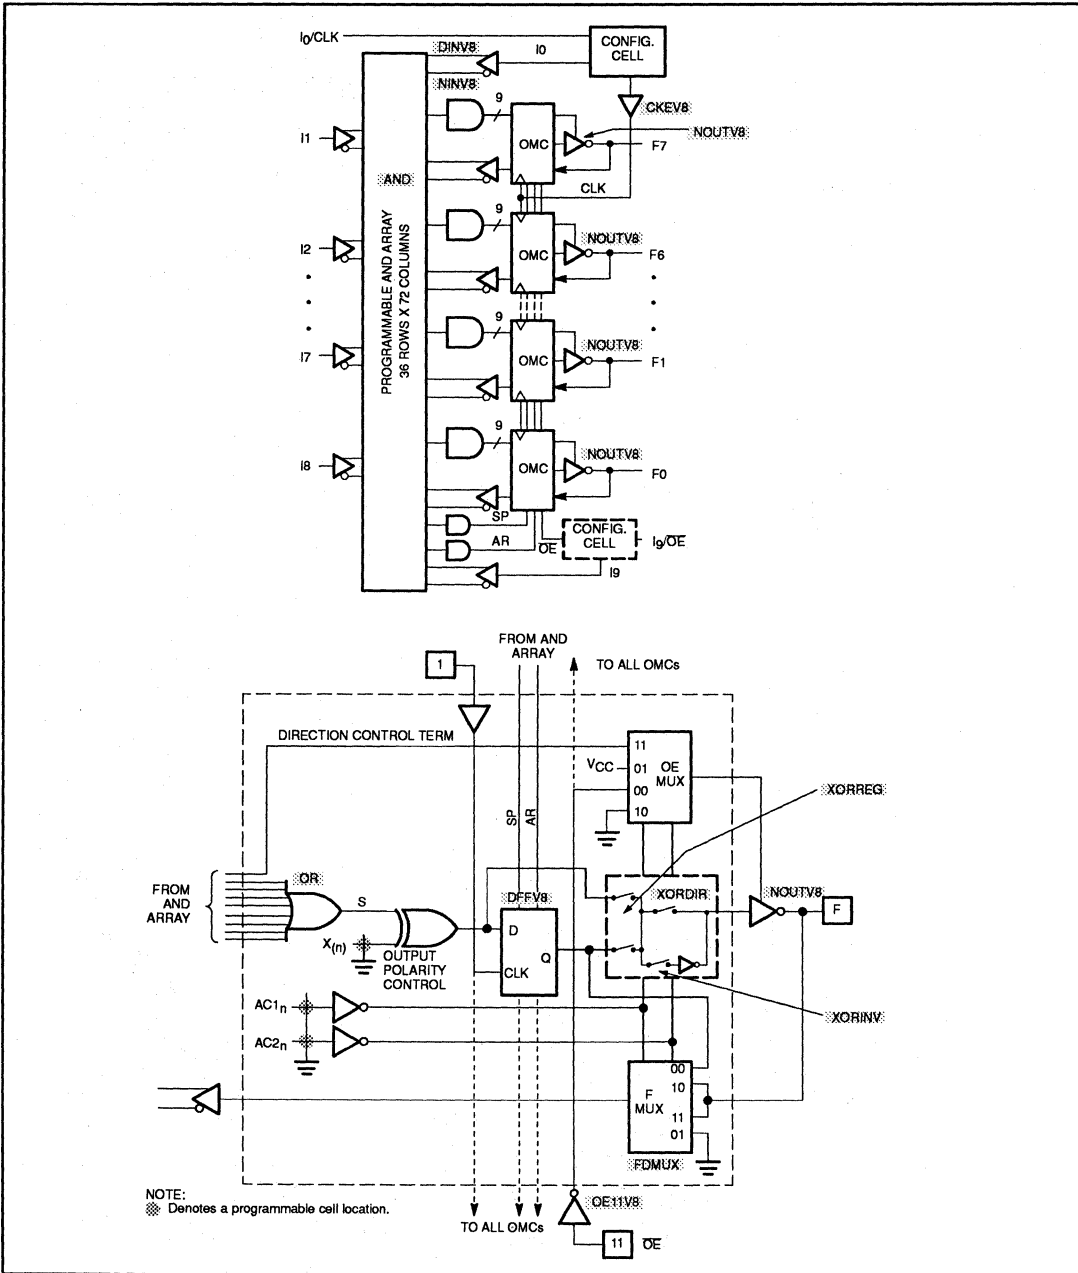 I0/CLK
DINV8
I0
CONFIG.
CELL
NINV8
9
CKEV8
NOUTV8
I1
OMC
F7
AND
CLK
9
NOUTV8
I2
OMC
F6
PROGRAMMABLE AND ARRAY
36 ROWS X 72 COLUMNS
9
NOUTV8
I7
OMC
F1
9
NOUTV8
I8
OMC
F0
SP
CONFIG.
CELL
AR
OE
I9/OE
I9
FROM AND
ARRAY
1
TO ALL OMCs
DIRECTION CONTROL TERM
11
VCC
01
OE
MUX
00
10
SP
AR
XORREG
OR
FROM
AND
ARRAY
S
DFFV8
XORDIR
NOUTV8
F
X(n)
D
Q
OUTPUT
POLARITY
CONTROL
CLK
AC1n
XORINV
AC2n
00
10
F
MUX
11
01
FDMUX
NOTE:
Denotes a programmable cell location.
OE11V8
TO ALL OMCs
11
OE